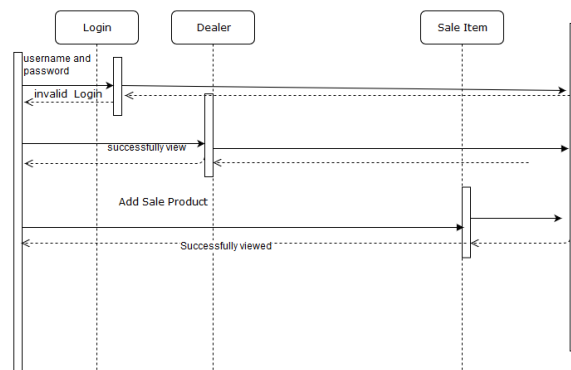 Login
Dealer
Sale Item
username and
password
invalid Login
successfully view
Add Sale Product
Successfully viewed